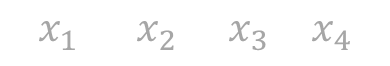 x₁ x₂ x₃ x₄